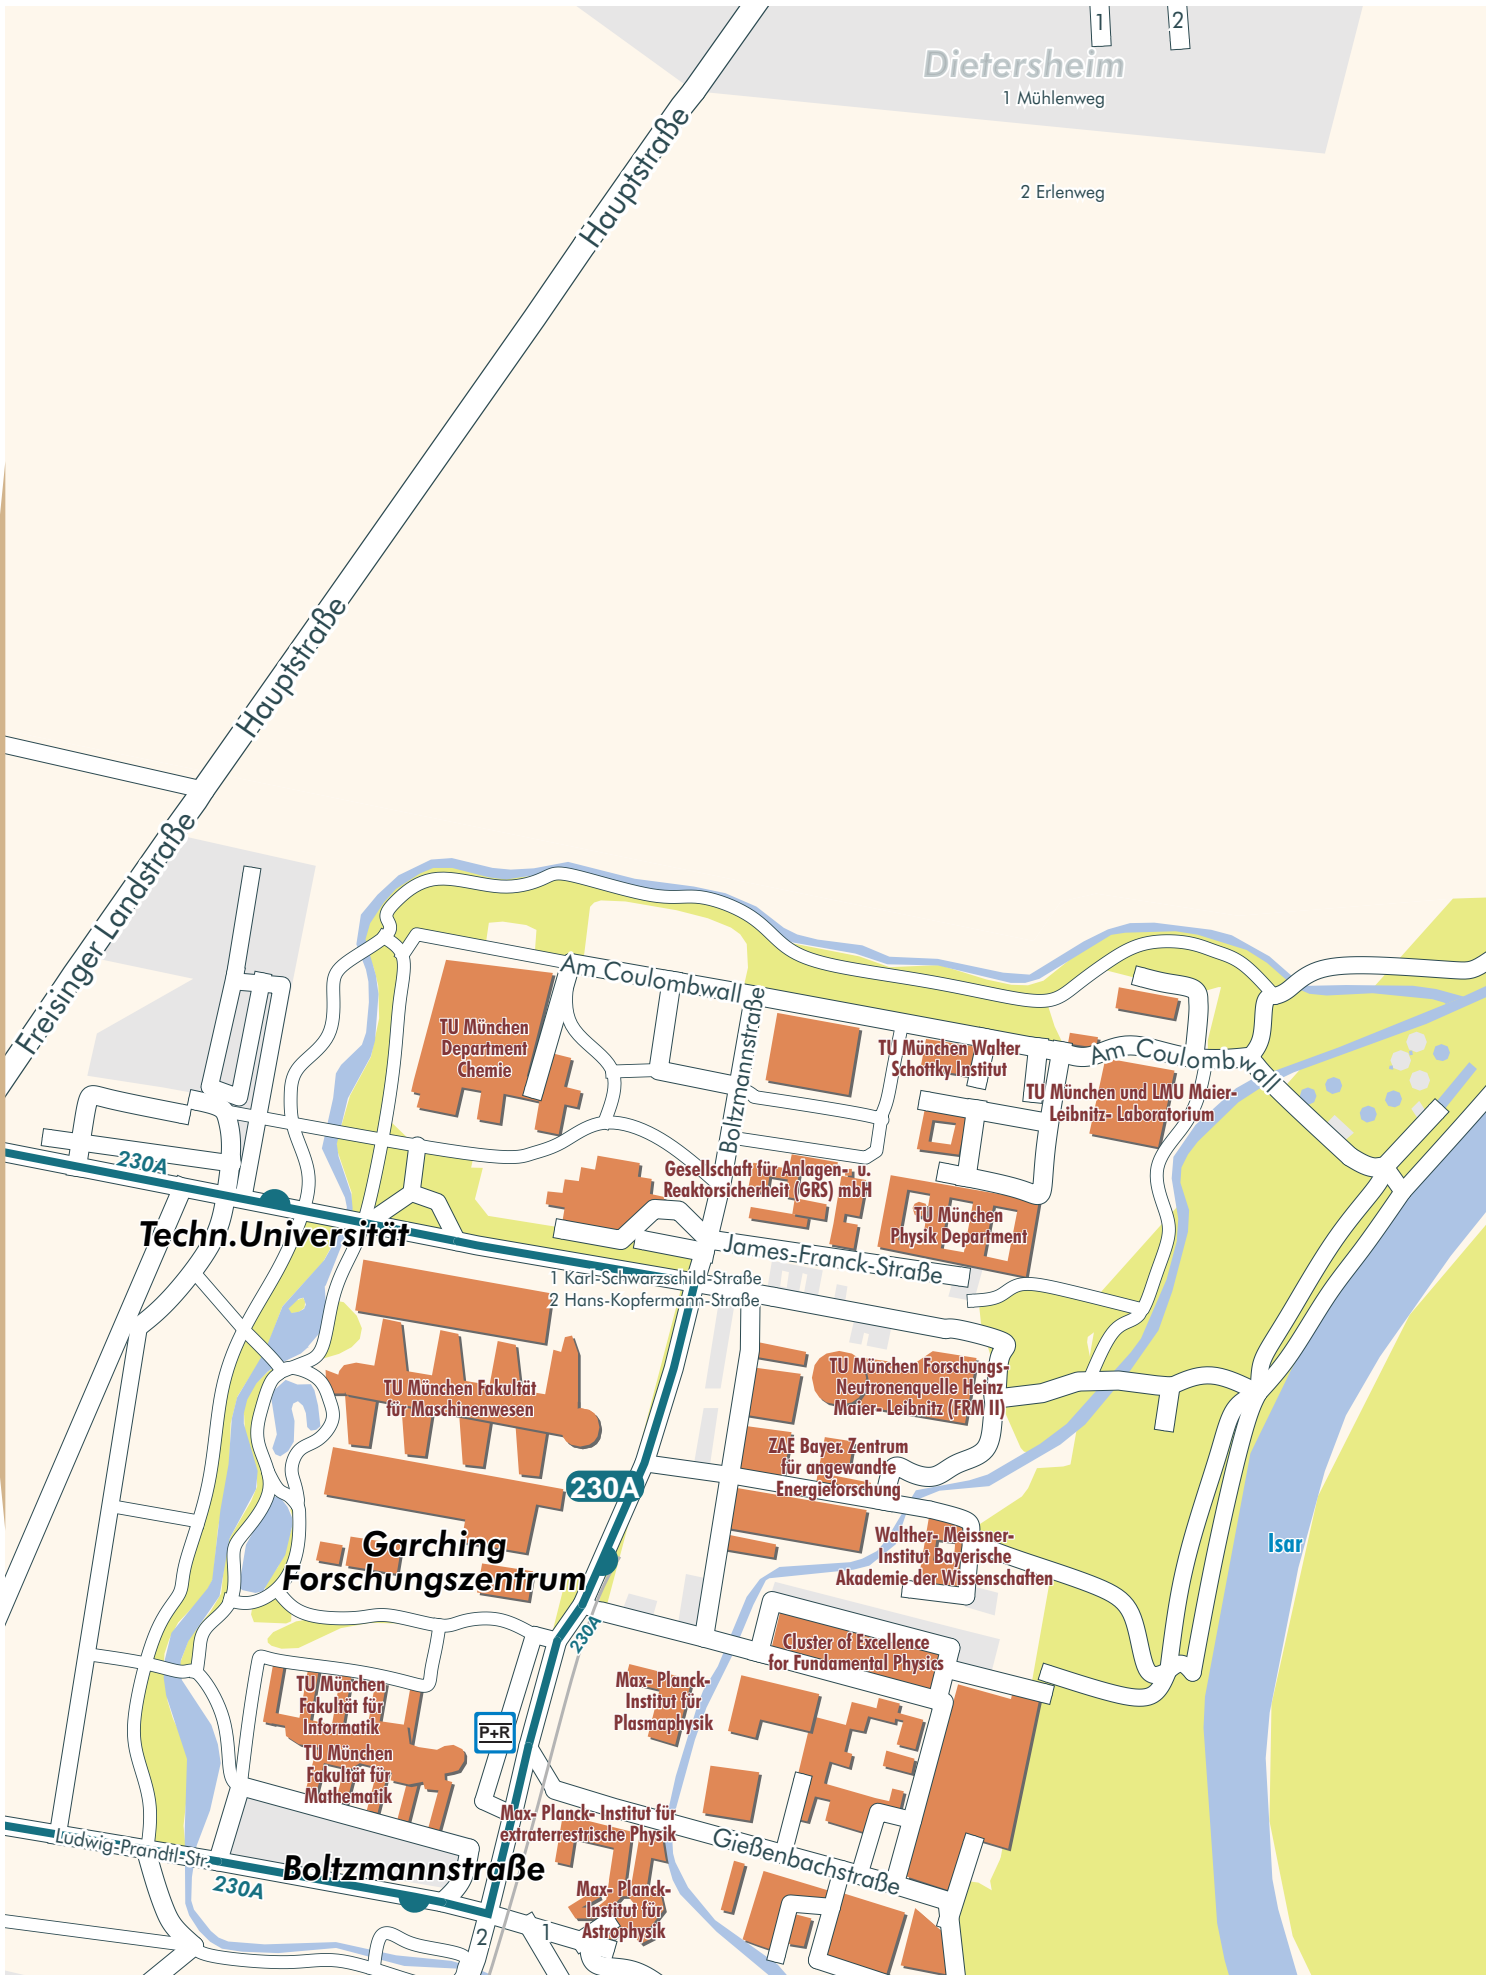 1
2
Dietersheim
1 Mühlenweg
Hauptstraße
2 Erlenweg
Hauptstraße
Freisinger Landstraße
Am Coulombwall
Boltzmannstraße
TU München
Department
Chemie
TU München Walter
Schottky Institut
Am Coulombwall
TU München und LMU Maier-
Leibnitz- Laboratorium
230A
Gesellschaft für Anlagen- u.
Reaktorsicherheit (GRS) mbH
Techn.Universität
TU München
Physik Department
James-Franck-Straße
1 Karl-Schwarzschild-Straße
2 Hans-Kopfermann-Straße
TU München Fakultät
für Maschinenwesen
TU München Forschungs-
Neutronenquelle Heinz
Maier- Leibnitz (FRM II)
ZAE Bayer. Zentrum
für angewandte
Energieforschung
230A
Garching
Forschungszentrum
Walther- Meissner-
Institut Bayerische
Akademie der Wissenschaften
Isar
230A
Cluster of Excellence
for Fundamental Physics
TU München
Fakultät für
Informatik
TU München
Fakultät für
Mathematik
P+R
Max- Planck-
Institut für
Plasmaphysik
Max- Planck- Institut für
extraterrestrische Physik
Ludwig-Prandtl-Str.
230A
Boltzmannstraße
Gießenbachstraße
Max- Planck-
Institut für
Astrophysik
2
1